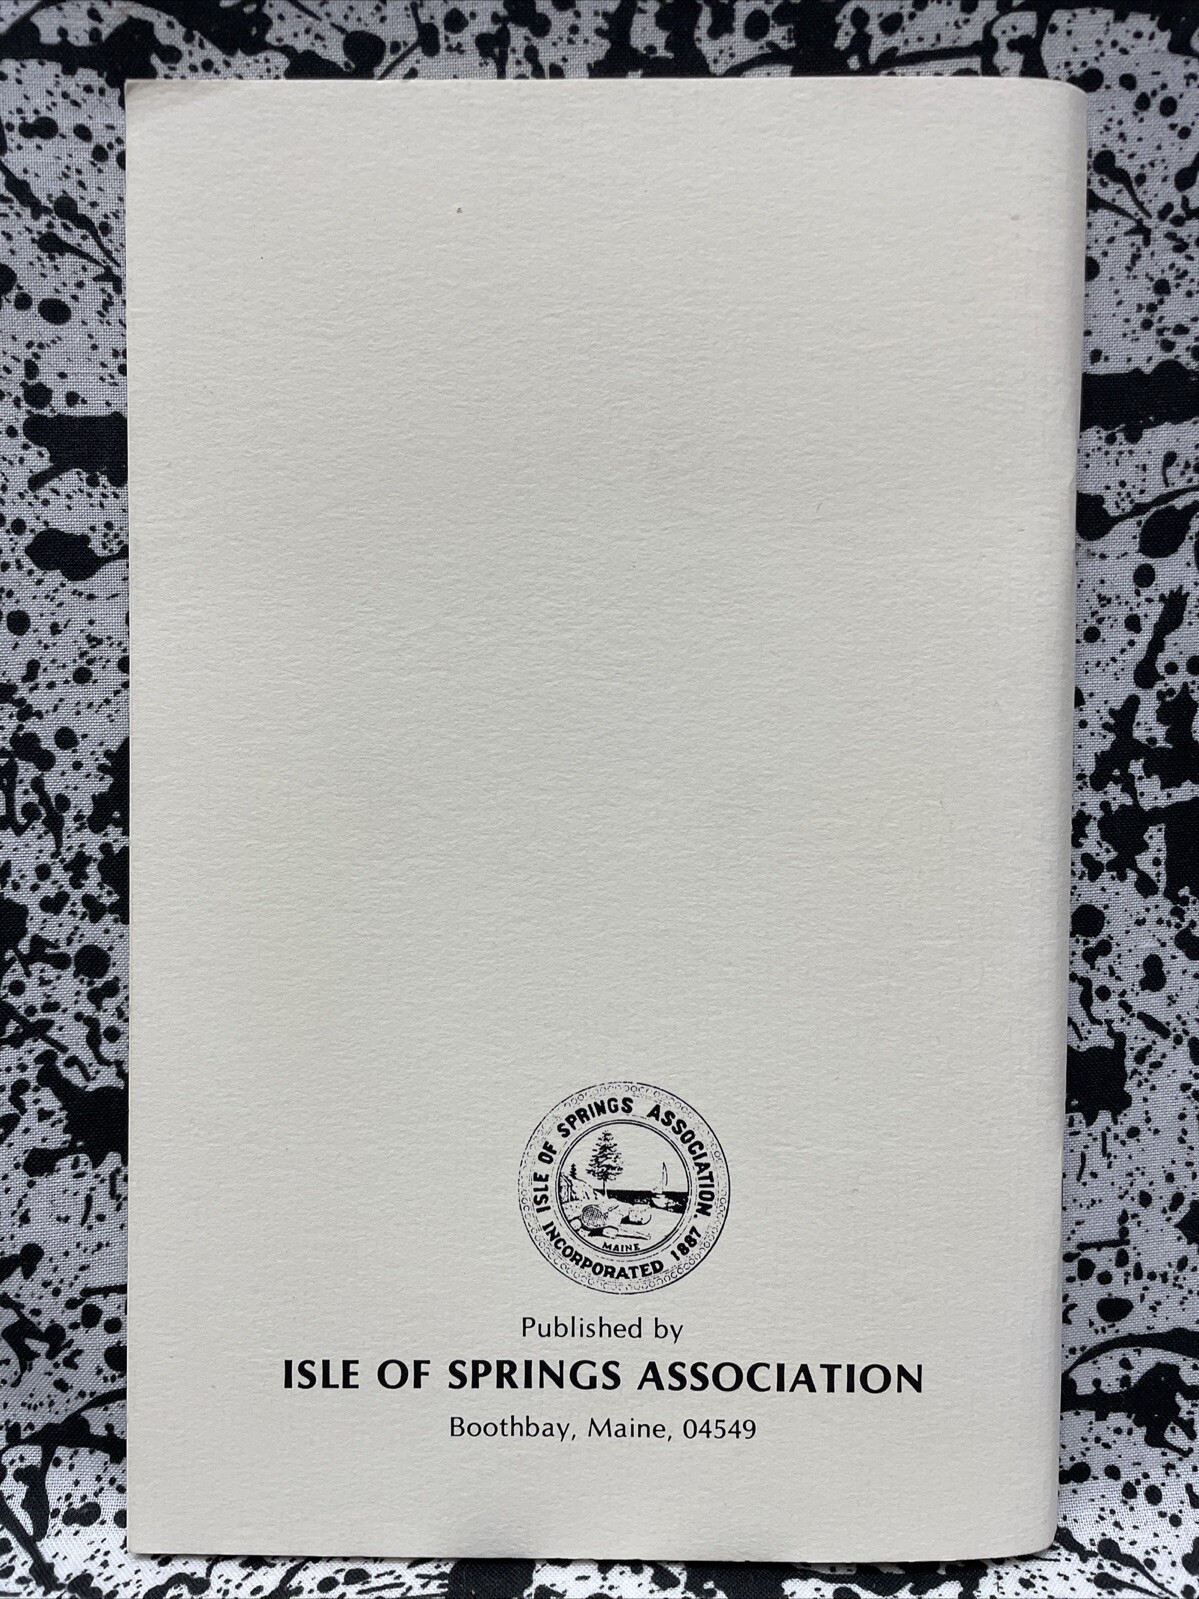 ISLE OF SPRINGS ASSOCIATION,
INCORPORATED 1887
MAINE
Published by
ISLE OF SPRINGS ASSOCIATION
Boothbay, Maine, 04549